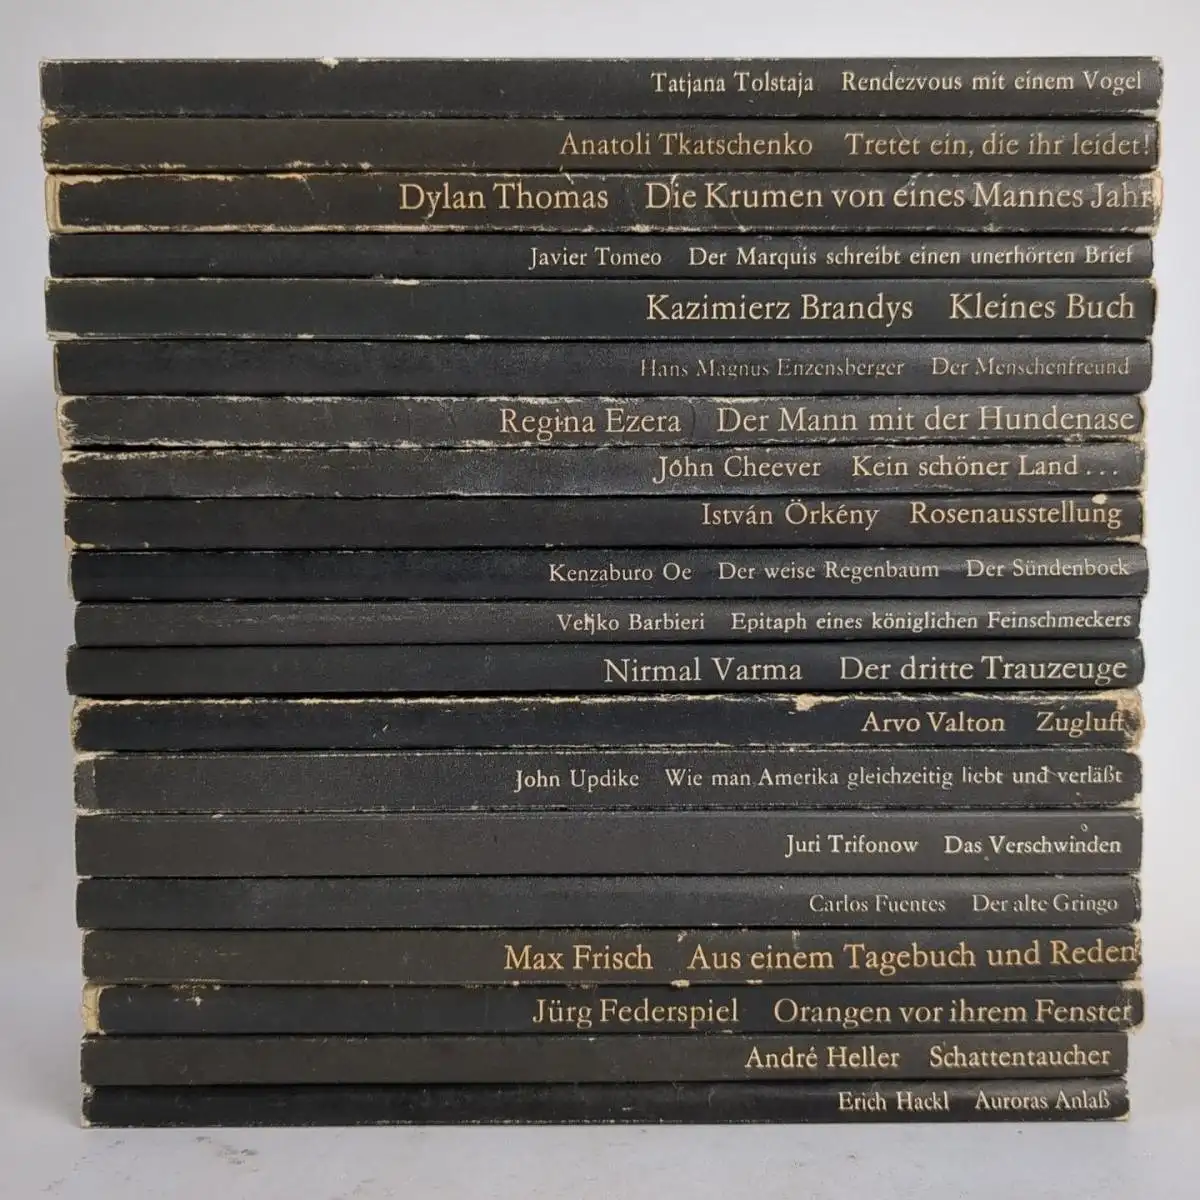 Tatjana Tolstaja Rendezvous mit einem Vogel
Anatoli Tkatschenko Tretet ein, die ihr leidet!
Dylan Thomas Die Krumen von eines Mannes Jahr
Javier Tomeo Der Marquis schreibt einen unerhörten Brief
Kazimierz Brandys Kleines Buch
Hans Magnus Enzensberger Der Menschenfreund
Regina Ezera Der Mann mit der Hundenase
John Cheever Kein schöner Land ...
István Örkény Rosenausstellung
Kenzaburo Oe Der weise Regenbaum Der Sündenbock
Veljko Barbieri Epitaph eines königlichen Feinschmeckers
Nirmal Varma Der dritte Trauzeuge
Arvo Valton Zugluft
John Updike Wie man Amerika gleichzeitig liebt und verläßt
Juri Trifonow Das Verschwinden
Carlos Fuentes Der alte Gringo
Max Frisch Aus einem Tagebuch und Reden
Jürg Federspiel Orangen vor ihrem Fenster
André Heller Schattentaucher
Erich Hackl Auroras Anlaß